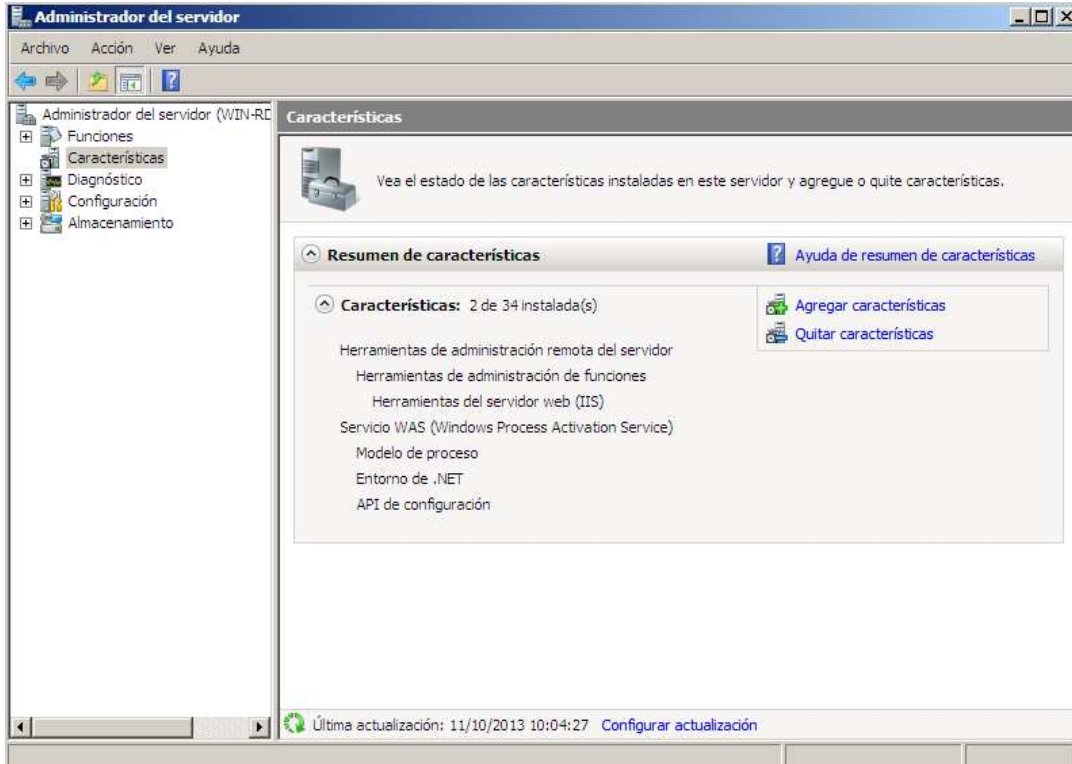 Administrador del servidor
Archivo Acción Ver Ayuda
Administrador del servidor (WIN-RD
Funciones
Características
Diagnóstico
Configuración
Almacenamiento
Características
Vea el estado de las características instaladas en este servidor y agregue o quite características.
Resumen de características
Ayuda de resumen de características
Características: 2 de 34 instalada(s)
Agregar características
Quitar características
Herramientas de administración remota del servidor
Herramientas de administración de funciones
Herramientas del servidor web (IIS)
Servicio WAS (Windows Process Activation Service)
Modelo de proceso
Entorno de .NET
API de configuración
Última actualización: 11/10/2013 10:04:27 Configurar actualización